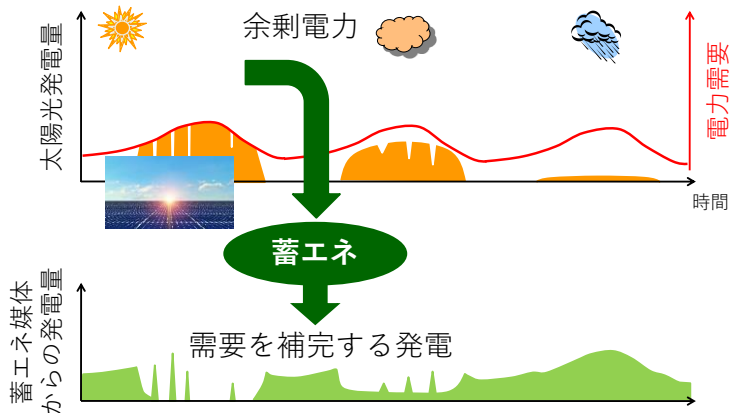 余剰電力
太陽光発電量
電力需要
時間
蓄エネ
需要を補完する発電
蓄エネ媒体
からの発電量